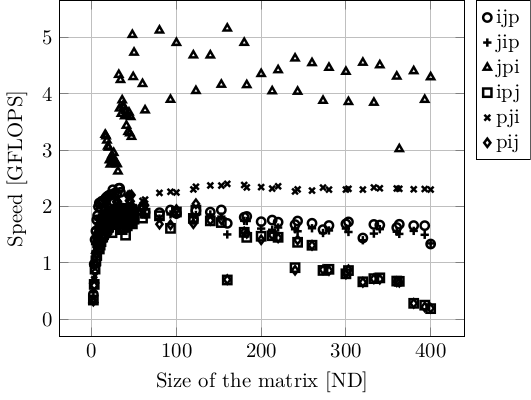 5
4
3
2
1
0
0
100
200
300
400
Speed [GFLOPS]
Size of the matrix [ND]
ijp
jip
jpi
ipj
pji
pij